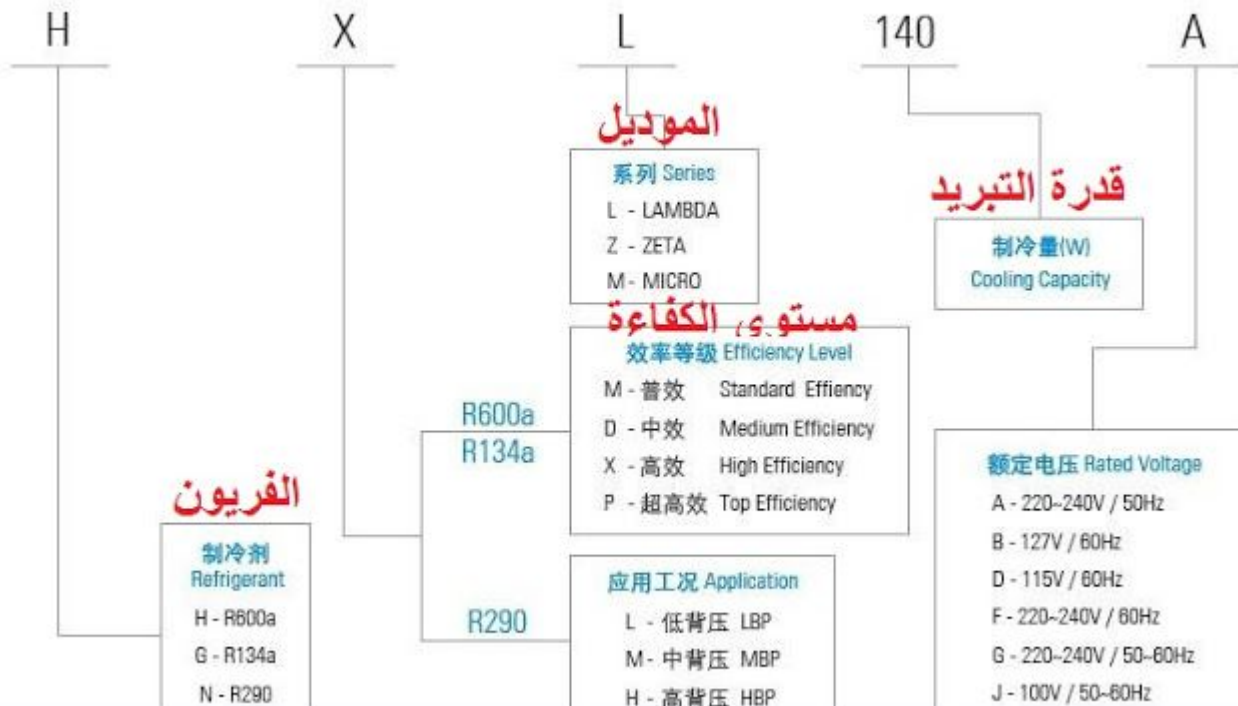 H X L 140 A
الموديل
系列 Series
L - LAMBDA
Z - ZETA
M - MICRO
قدرة التبريد
制冷量(W)
Cooling Capacity
مستوى الكفاءة
效率等级 Efficiency Level
M - 普效 Standard Effiency
D - 中效 Medium Efficiency
X - 高效 High Efficiency
P - 超高效 Top Efficiency
R600a
R134a
الفريون
制冷剂
Refrigerant
H - R600a
G - R134a
N - R290
R290
应用工况 Application
L - 低背压 LBP
M - 中背压 MBP
H - 高背压 HBP
额定电压 Rated Voltage
A - 220~240V / 50Hz
B - 127V / 60Hz
D - 115V / 60Hz
F - 220~240V / 60Hz
G - 220~240V / 50~60Hz
J - 100V / 50~60Hz